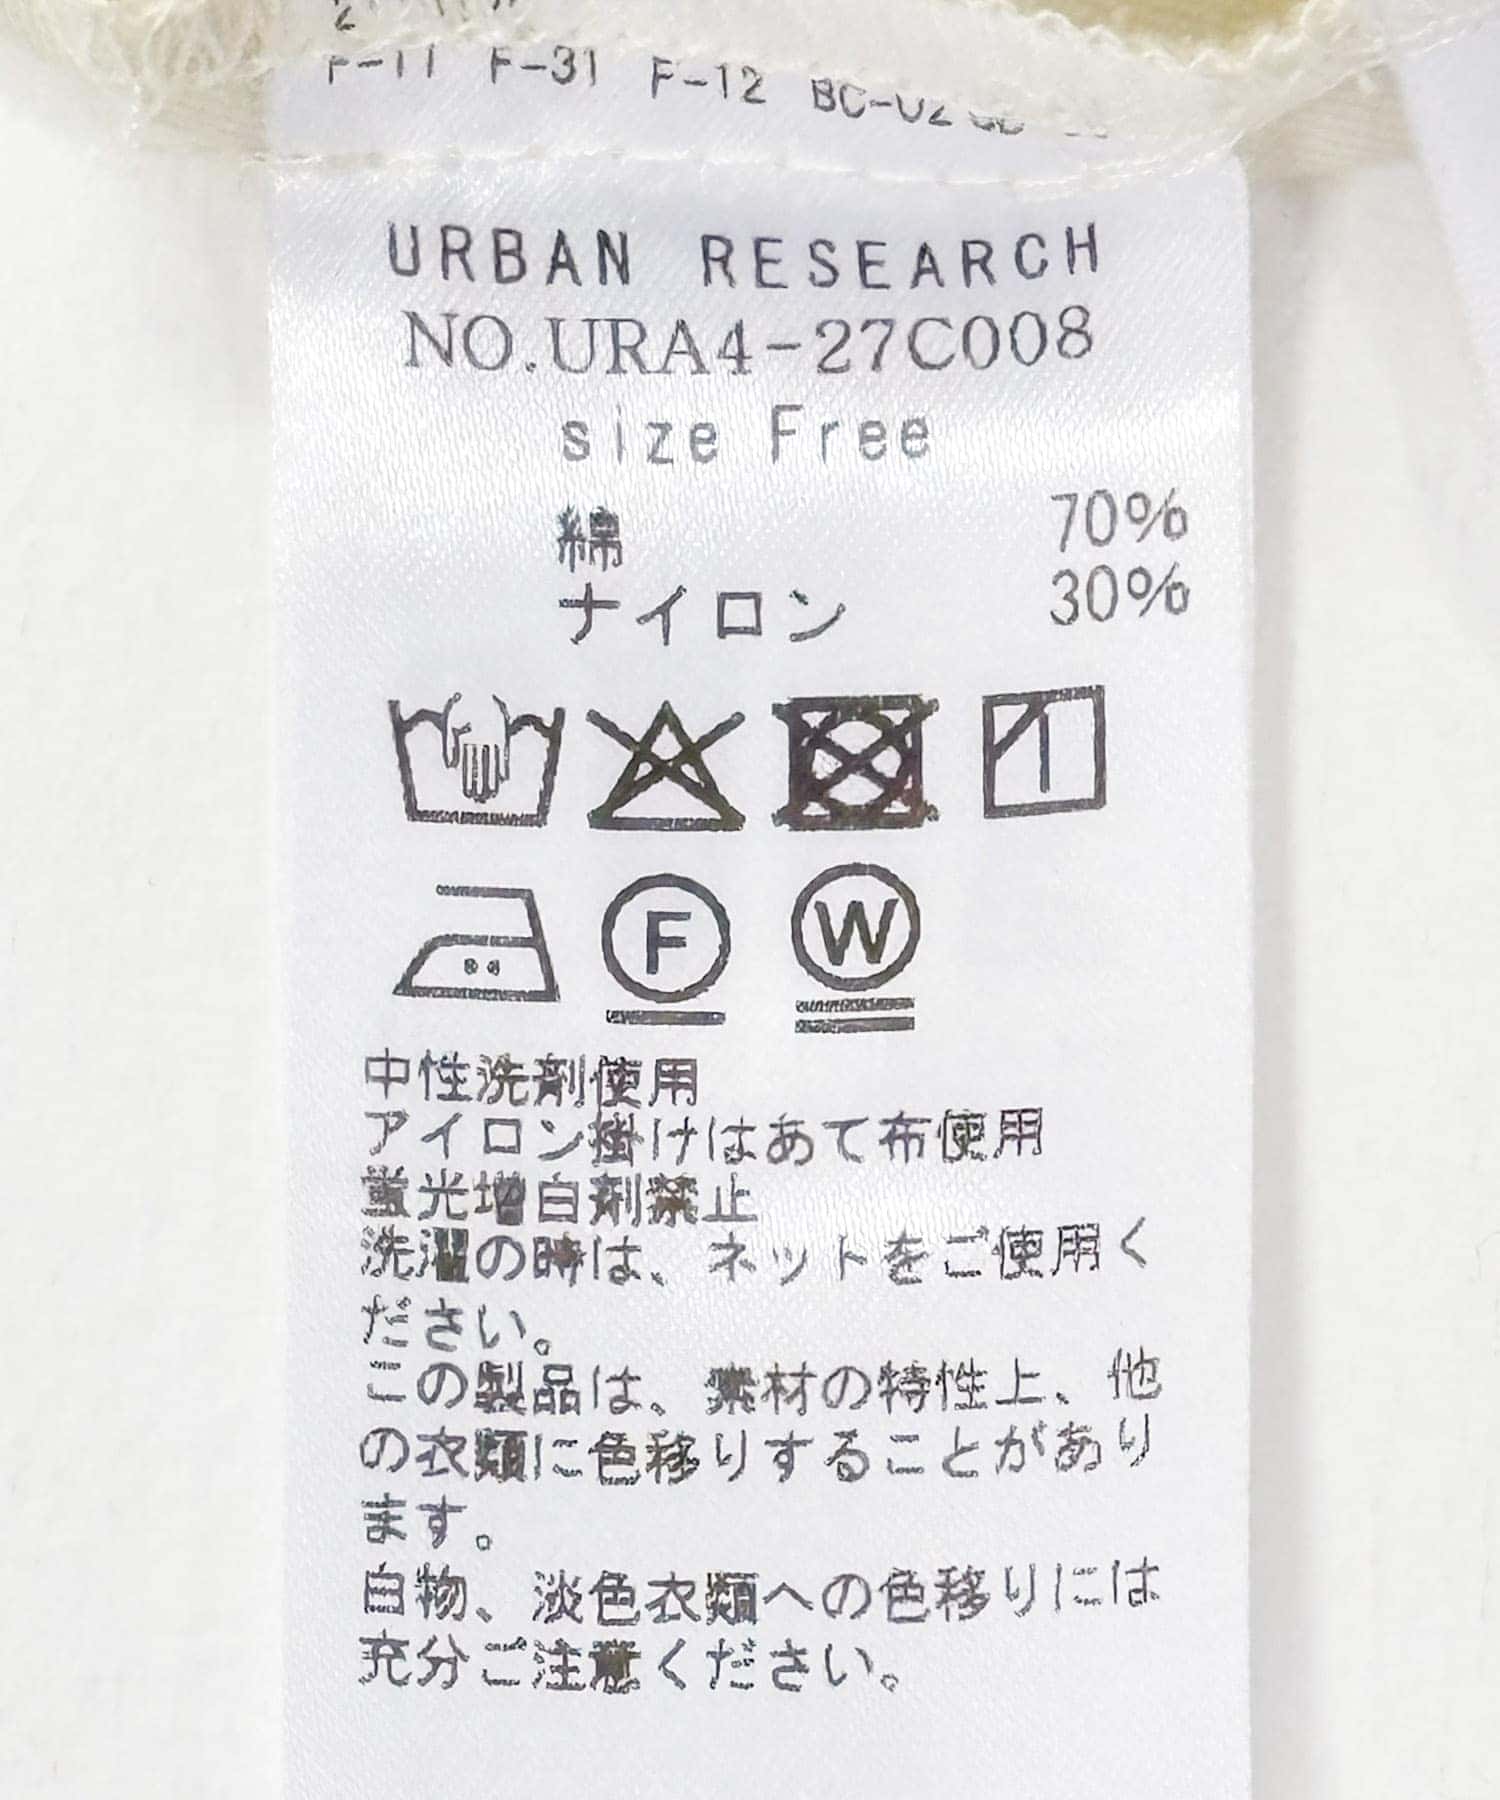 F-11 F-31 F-12 BC-02
URBAN RESEARCH
NO.URA4-27C008
size Free
綿 70%
ナイロン 30%
F W
中性洗剤使用
アイロン掛けはあて布使用
蛍光増白剤禁止
洗濯の時は、ネットをご使用く
ださい。
この製品は、素材の特性上、他
の衣類に色移りすることがあり
ます。
白物、淡色衣類への色移りには
充分ご注意ください。